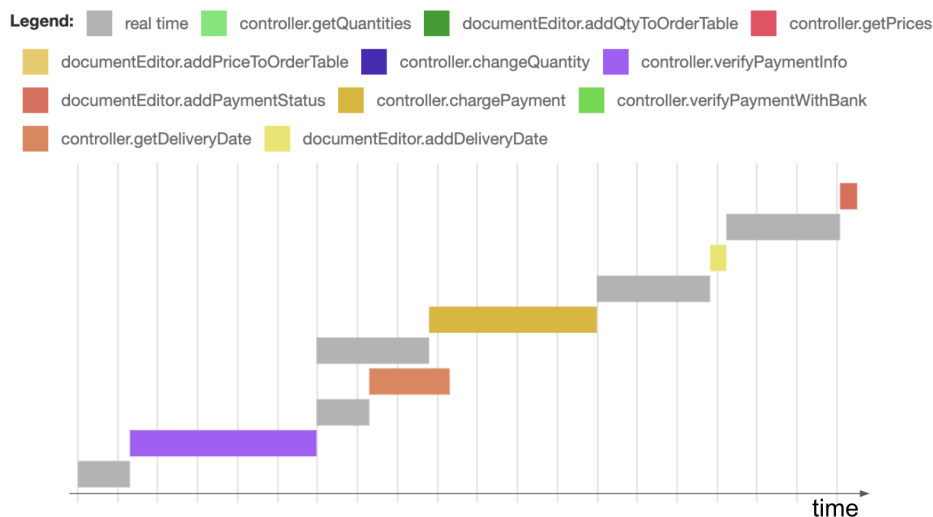 Legend: real time controller.getQuantities documentEditor.addQtyToOrderTable controller.getPrices
documentEditor.addPriceToOrderTable controller.changeQuantity controller.verifyPaymentInfo
documentEditor.addPaymentStatus controller.chargePayment controller.verifyPaymentWithBank
controller.getDeliveryDate documentEditor.addDeliveryDate
time